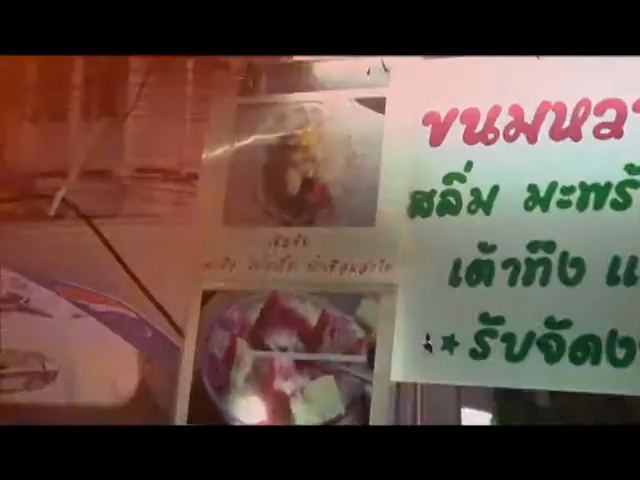 ขนมหวา
สลิ่ม มะพร้
เต้าทึง แ
* รับจัดง